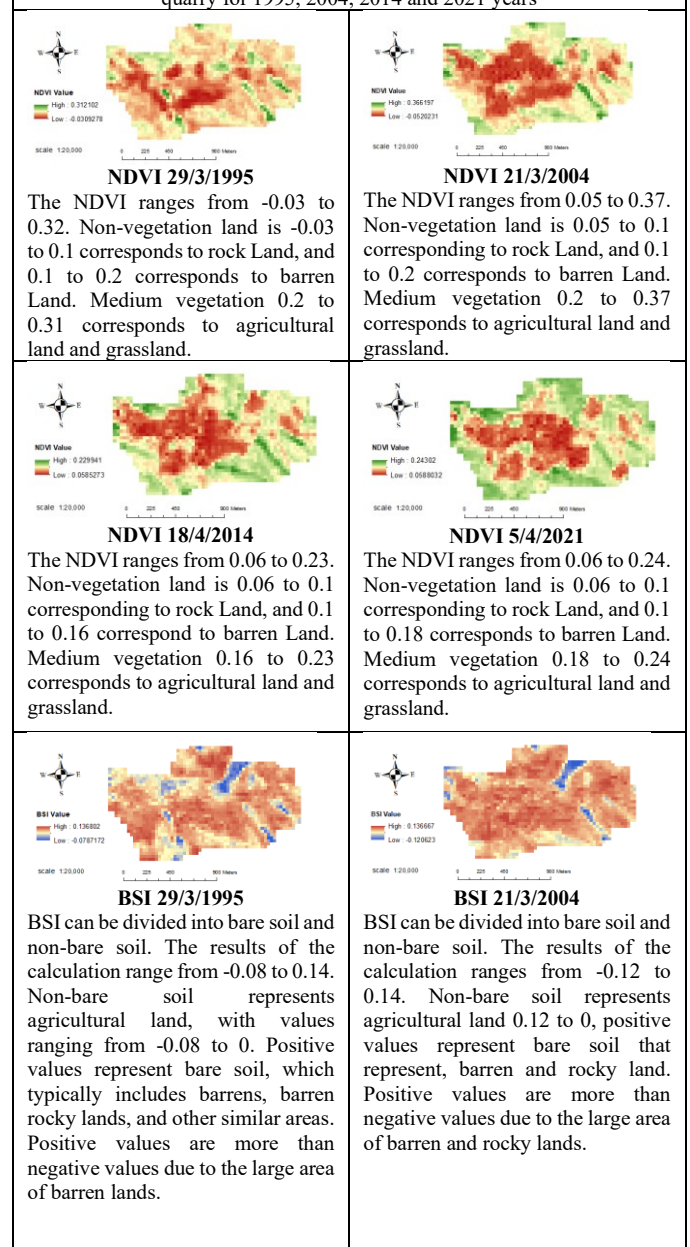 quarry for 1995, 2004, 2014 and 2021 years
N
W E
S
NDVI Value
High : 0.312102
Low : -0.0309278
scale 1:20,000
0 225 450 900 Meters
NDVI 29/3/1995
The NDVI ranges from -0.03 to
0.32. Non-vegetation land is -0.03
to 0.1 corresponds to rock Land, and
0.1 to 0.2 corresponds to barren
Land. Medium vegetation 0.2 to
0.31 corresponds to agricultural
land and grassland.
N
W E
S
NDVI Value
High : 0.366197
Low : -0.0520231
scale 1:20,000
0 225 450 900 Meters
NDVI 21/3/2004
The NDVI ranges from 0.05 to 0.37.
Non-vegetation land is 0.05 to 0.1
corresponding to rock Land, and 0.1
to 0.2 corresponds to barren Land.
Medium vegetation 0.2 to 0.37
corresponds to agricultural land and
grassland.
N
W E
S
NDVI Value
High : 0.229941
Low : 0.0585273
scale 1:20,000
0 225 450 900 Meters
NDVI 18/4/2014
The NDVI ranges from 0.06 to 0.23.
Non-vegetation land is 0.06 to 0.1
corresponding to rock Land, and 0.1
to 0.16 correspond to barren Land.
Medium vegetation 0.16 to 0.23
corresponds to agricultural land and
grassland.
N
W E
S
NDVI Value
High : 0.24302
Low : 0.0588032
scale 1:20,000
0 225 450 900 Meters
NDVI 5/4/2021
The NDVI ranges from 0.06 to 0.24.
Non-vegetation land is 0.06 to 0.1
corresponding to rock Land, and 0.1
to 0.18 corresponds to barren Land.
Medium vegetation 0.18 to 0.24
corresponds to agricultural land and
grassland.
N
W E
S
BSI Value
High : 0.136802
Low : -0.0787172
scale 1:20,000
0 225 450 900 Meters
BSI 29/3/1995
BSI can be divided into bare soil and
non-bare soil. The results of the
calculation range from -0.08 to 0.14.
Non-bare soil represents
agricultural land, with values
ranging from -0.08 to 0. Positive
values represent bare soil, which
typically includes barrens, barren
rocky lands, and other similar areas.
Positive values are more than
negative values due to the large area
of barren lands.
N
W E
S
BSI Value
High : 0.136667
Low : -0.120623
scale 1:20,000
0 225 450 900 Meters
BSI 21/3/2004
BSI can be divided into bare soil and
non-bare soil. The results of the
calculation ranges from -0.12 to
0.14. Non-bare soil represents
agricultural land 0.12 to 0, positive
values represent bare soil that
represent, barren and rocky land.
Positive values are more than
negative values due to the large area
of barren and rocky lands.